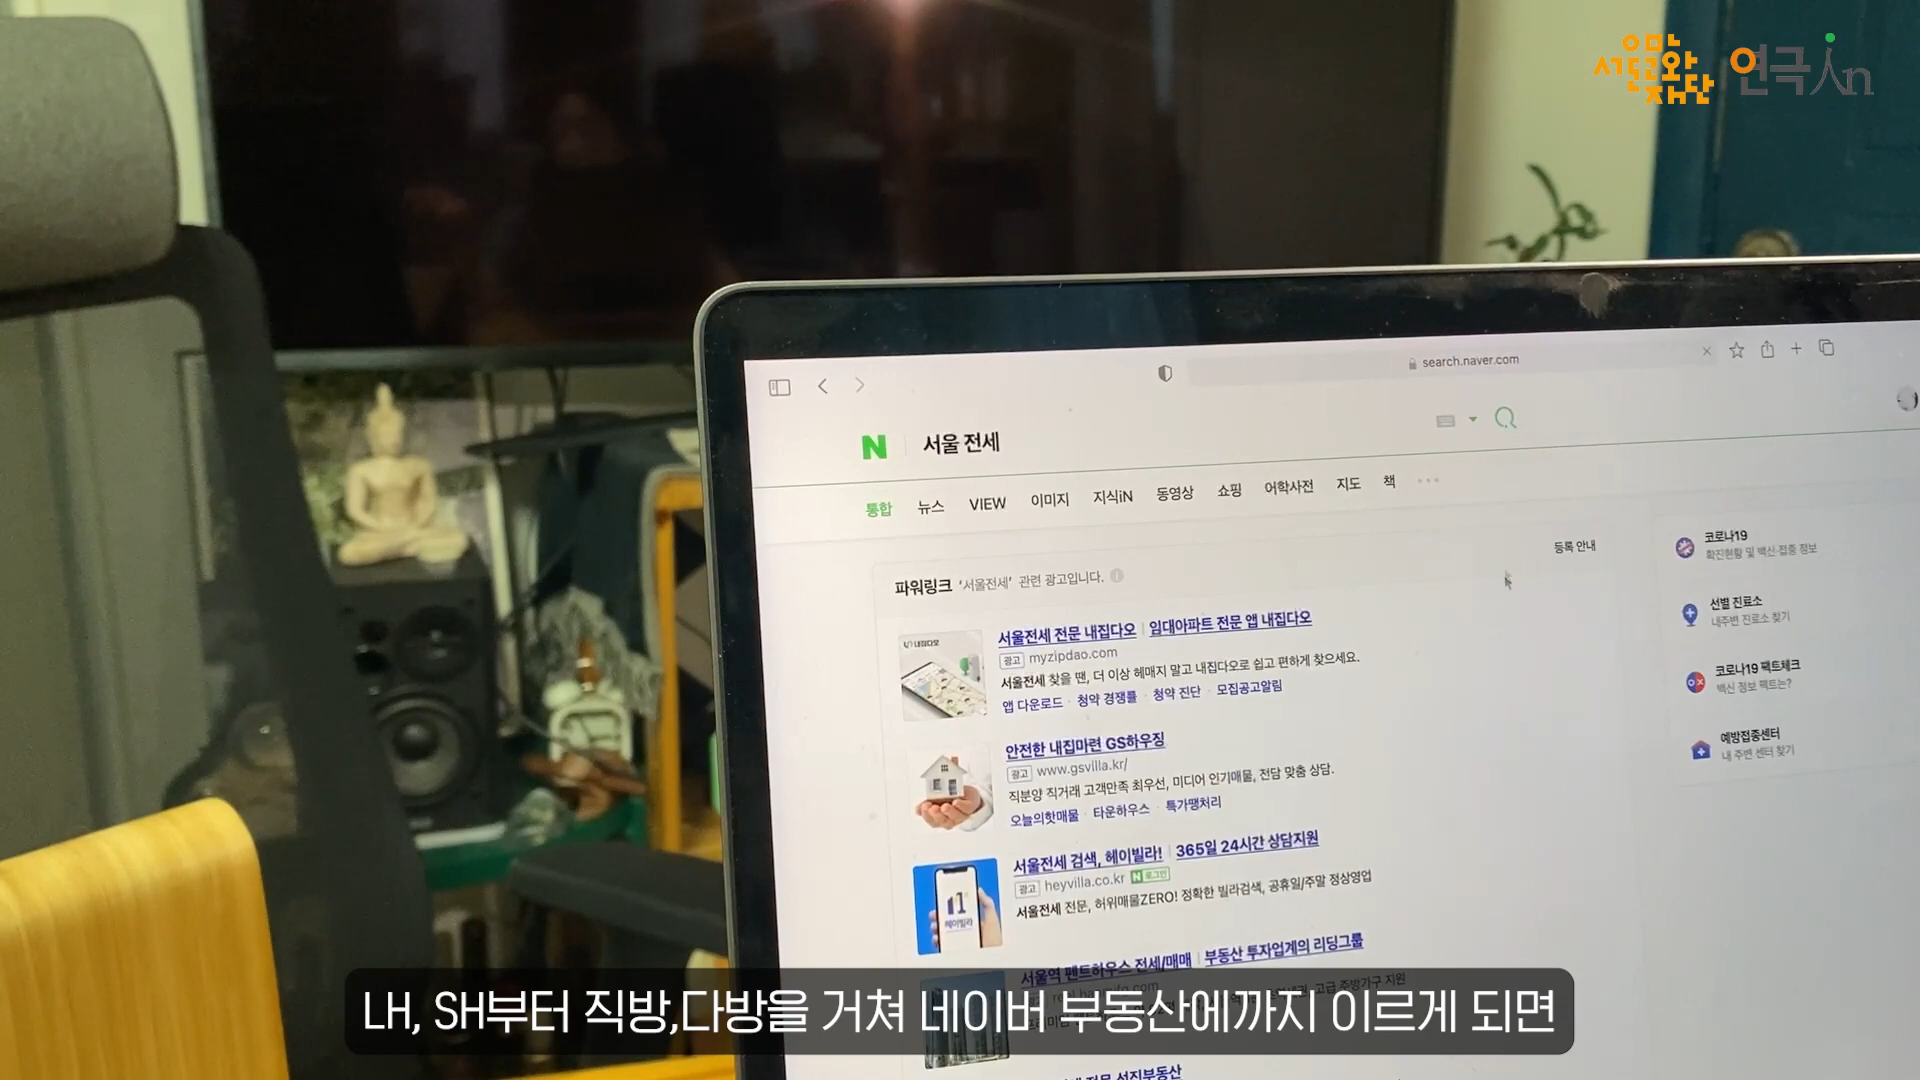 서울문화재단 연극in
search.naver.com
N 서울 전세
통합 뉴스 VIEW 이미지 지식iN 동영상 쇼핑 어학사전 지도 책
등록 안내
파워링크 '서울전세' 관련 광고입니다.
내집다오
서울전세 전문 내집다오 임대아파트 전문 앱 내집다오
광고 myzipdao.com
서울전세 찾을 땐, 더 이상 헤매지 말고 내집다오로 쉽고 편하게 찾으세요.
앱 다운로드 · 청약 경쟁률 · 청약 진단 · 모집공고알림
안전한 내집마련 GS하우징
광고 www.gsvilla.kr/
직분양 직거래 고객만족 최우선, 미디어 인기매물, 전담 맞춤 상담.
오늘의핫매물 · 타운하우스 · 특가땡처리
헤이빌라
서울전세 검색, 헤이빌라! 365일 24시간 상담지원
광고 heyvilla.co.kr N 로그인
서울전세 전문, 허위매물ZERO! 정확한 빌라검색, 공휴일/주말 정상영업
서울역 펜트하우스 전세/매매 부동산 투자업계의 리딩그룹
코로나19
확진현황 및 백신·접종 정보
선별 진료소
내주변 진료소 찾기
코로나19 팩트체크
백신 정보 팩트는?
예방접종센터
내 주변 센터 찾기
LH, SH부터 직방,다방을 거쳐 네이버 부동산에까지 이르게 되면